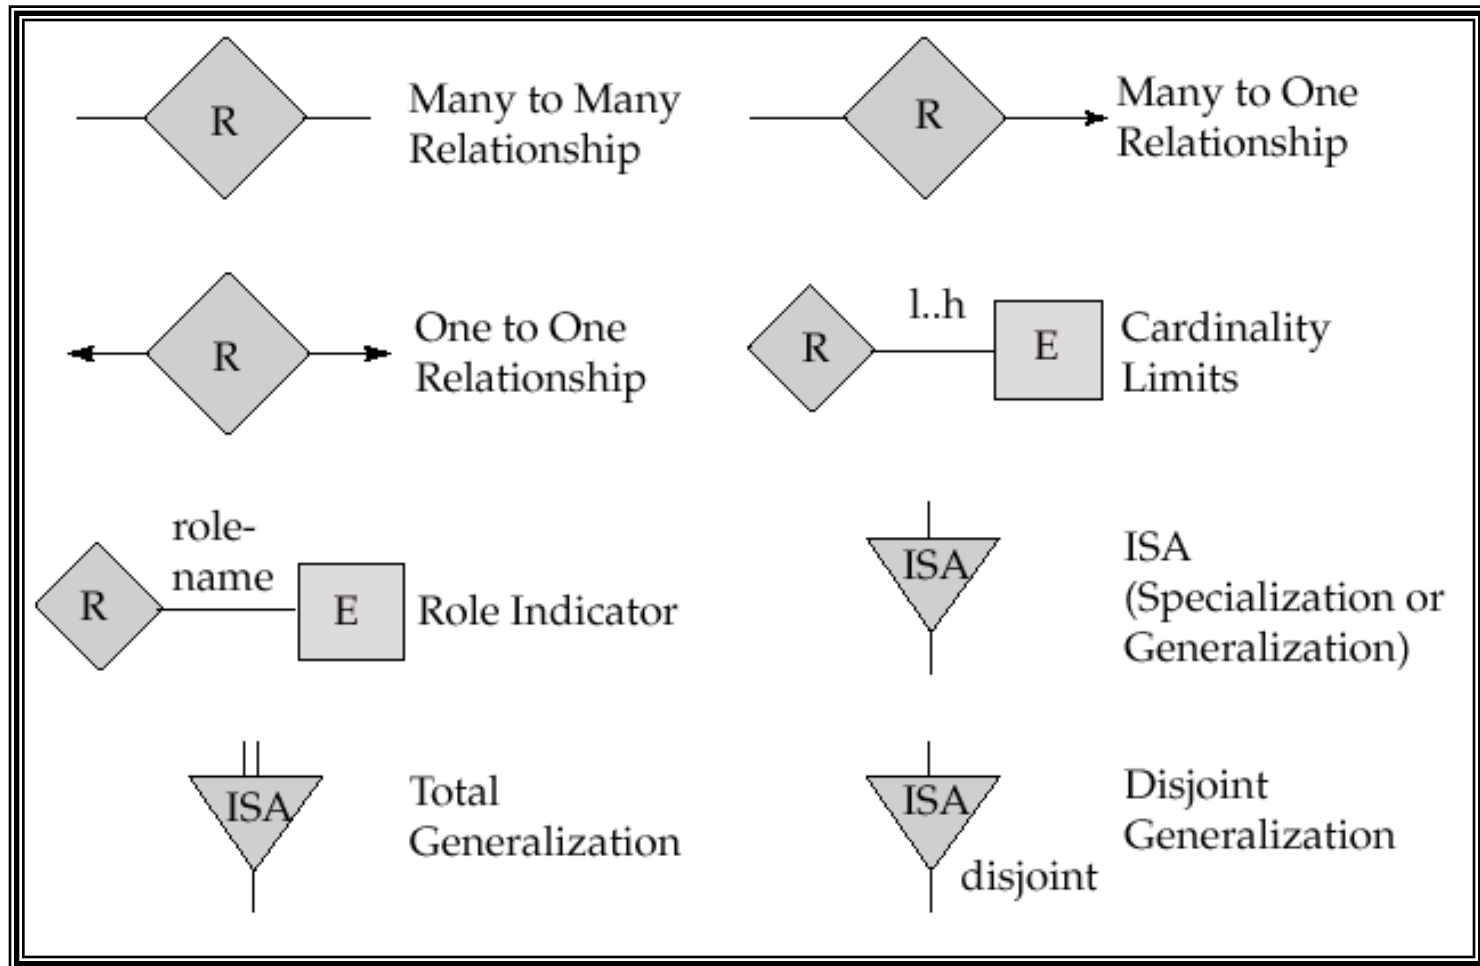 R
Many to Many
Relationship
R
Many to One
Relationship
R
One to One
Relationship
R
l..h
E
Cardinality
Limits
R
role-
name
E
Role Indicator
ISA
ISA
(Specialization or
Generalization)
ISA
Total
Generalization
ISA
disjoint
Disjoint
Generalization